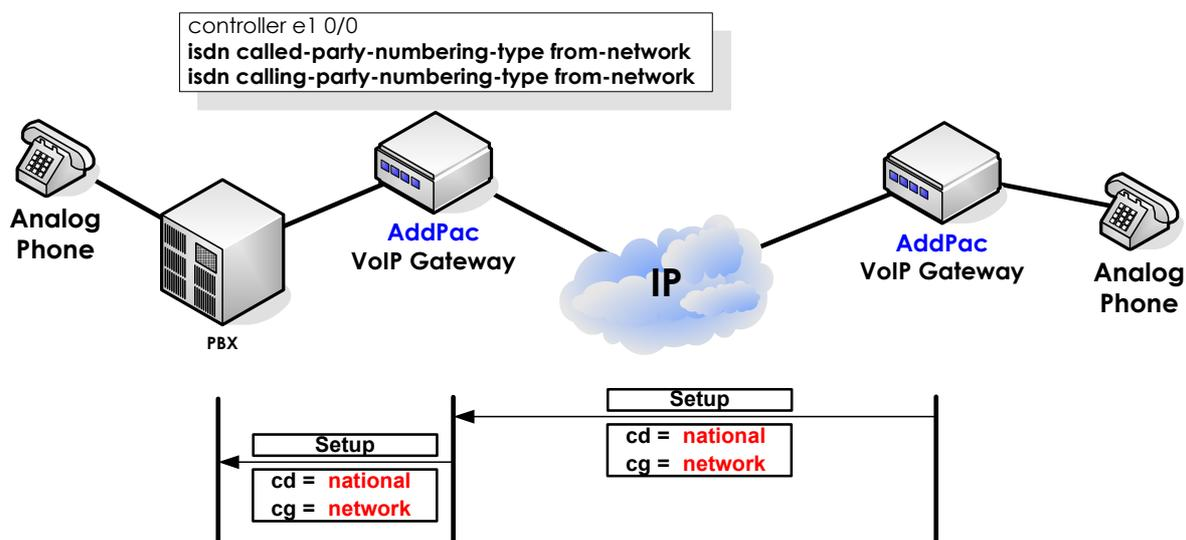 controller e1 0/0
isdn called-party-numbering-type from-network
isdn calling-party-numbering-type from-network
Analog
Phone
PBX
AddPac
VoIP Gateway
IP
AddPac
VoIP Gateway
Analog
Phone
Setup
cd = national
cg = network
Setup
cd = national
cg = network